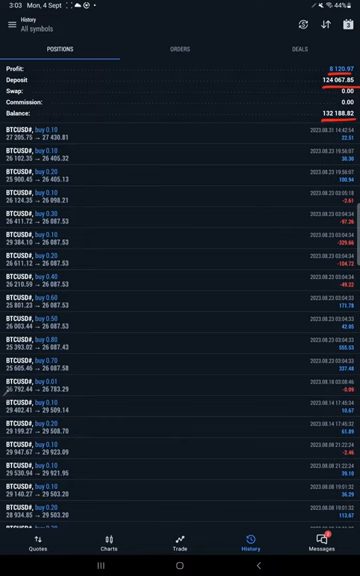 3:03 Mon, 4 Sept
44%
History
All symbols
3
POSITIONS ORDERS DEALS
Profit: 8 120.97
Deposit 124 067.85
Swap: 0.00
Commission: 0.00
Balance: 132 188.82
BTCUSD#, buy 0.10 2023.08.31 14:42:54
27 205.75 → 27 430.81 22.51
BTCUSD#, buy 0.10 2023.08.23 19:56:07
26 102.35 → 26 405.32 30.30
BTCUSD#, buy 0.20 2023.08.23 19:56:07
25 900.45 → 26 405.13 100.94
BTCUSD#, buy 0.10 2023.08.23 03:05:18
26 124.35 → 26 098.21 -2.61
BTCUSD#, buy 0.30 2023.08.23 03:04:34
26 411.72 → 26 087.53 -97.26
BTCUSD#, buy 0.10 2023.08.23 03:04:34
29 384.10 → 26 087.53 -329.66
BTCUSD#, buy 0.20 2023.08.23 03:04:34
26 611.12 → 26 087.53 -104.72
BTCUSD#, buy 0.40 2023.08.23 03:04:34
26 210.59 → 26 087.53 -49.22
BTCUSD#, buy 0.60 2023.08.23 03:04:33
25 801.23 → 26 087.53 171.78
BTCUSD#, buy 0.50 2023.08.23 03:04:33
26 003.44 → 26 087.53 42.05
BTCUSD#, buy 0.80 2023.08.23 03:04:33
25 393.02 → 26 087.43 555.53
BTCUSD#, buy 0.70 2023.08.23 03:04:33
25 605.46 → 26 087.58 337.48
BTCUSD#, buy 0.01 2023.08.18 03:08:46
26 792.44 → 26 783.29 -0.09
BTCUSD#, buy 0.10 2023.08.14 17:45:34
29 402.41 → 29 509.14 10.67
BTCUSD#, buy 0.20 2023.08.14 17:45:34
29 199.27 → 29 508.70 61.89
BTCUSD#, buy 0.10 2023.08.08 21:22:24
29 947.67 → 29 923.09 -2.46
BTCUSD#, buy 0.10 2023.08.08 21:22:24
29 530.94 → 29 921.95 39.10
BTCUSD#, buy 0.10 2023.08.08 19:01:32
29 140.27 → 29 503.20 36.29
BTCUSD#, buy 0.20 2023.08.08 19:01:32
28 934.85 → 29 503.20 113.67
Quotes Charts Trade History Messages